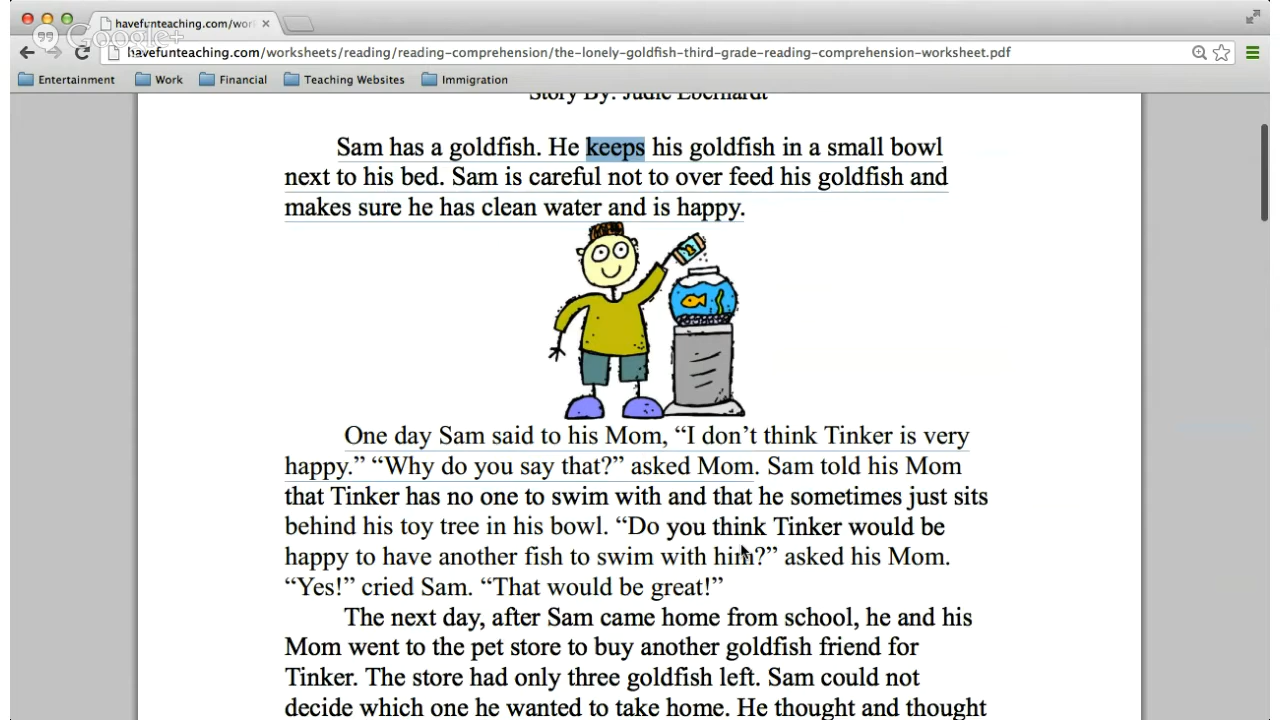 havefunteaching.com/wor
Google+
havefunteaching.com/worksheets/reading/reading-comprehension/the-lonely-goldfish-third-grade-reading-comprehension-worksheet.pdf
Entertainment Work Financial Teaching Websites Immigration
Story By: Judie Eberhardt
Sam has a goldfish. He keeps his goldfish in a small bowl
next to his bed. Sam is careful not to over feed his goldfish and
makes sure he has clean water and is happy.
One day Sam said to his Mom, “I don’t think Tinker is very
happy.” “Why do you say that?” asked Mom. Sam told his Mom
that Tinker has no one to swim with and that he sometimes just sits
behind his toy tree in his bowl. “Do you think Tinker would be
happy to have another fish to swim with him?” asked his Mom.
“Yes!” cried Sam. “That would be great!”
The next day, after Sam came home from school, he and his
Mom went to the pet store to buy another goldfish friend for
Tinker. The store had only three goldfish left. Sam could not
decide which one he wanted to take home. He thought and thought